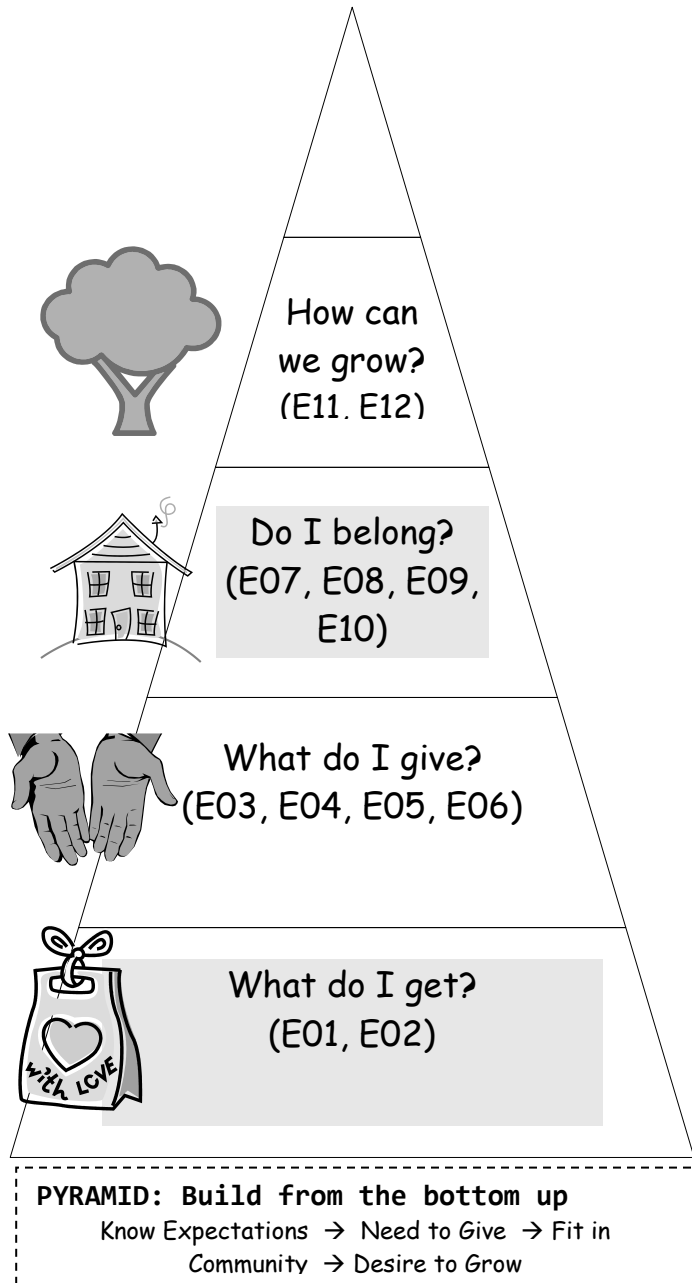 How can
we grow?
(E11, E12)
Do I belong?
(E07, E08, E09,
E10)
What do I give?
(E03, E04, E05, E06)
What do I get?
(E01, E02)
with LOVE
PYRAMID: Build from the bottom up
Know Expectations → Need to Give → Fit in
Community → Desire to Grow